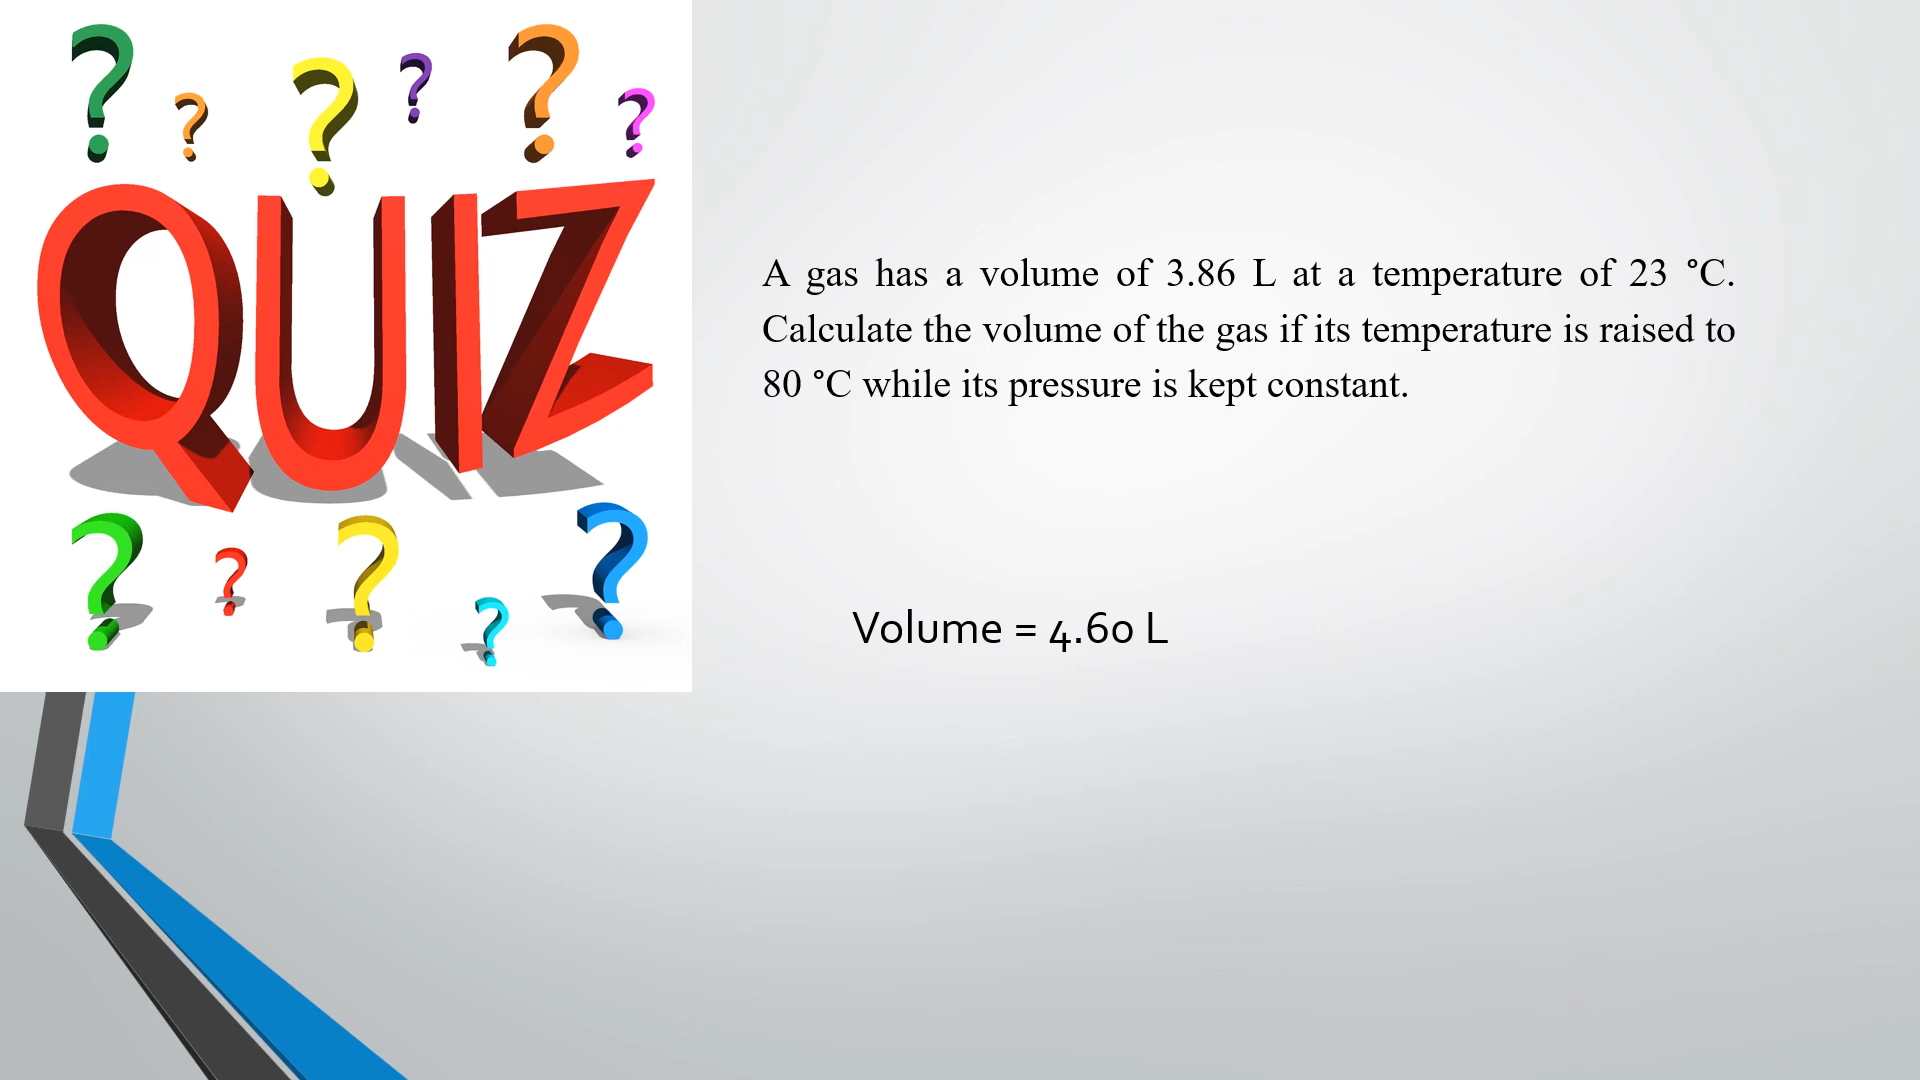 QUIZ
A gas has a volume of 3.86 L at a temperature of 23 °C.
Calculate the volume of the gas if its temperature is raised to
80 °C while its pressure is kept constant.
Volume = 4.60 L